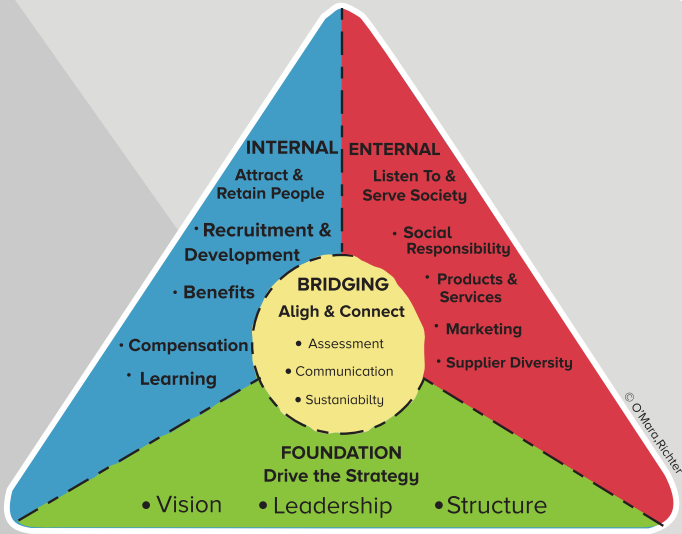 INTERNAL
Attract &
Retain People
• Recruitment &
Development
• Benefits
• Compensation
• Learning
ENTERNAL
Listen To &
Serve Society
• Social
Responsibility
• Products &
Services
• Marketing
• Supplier Diversity
BRIDGING
Aligh & Connect
• Assessment
• Communication
• Sustaniabilty
FOUNDATION
Drive the Strategy
• Vision • Leadership • Structure
© O'Mara,Richter